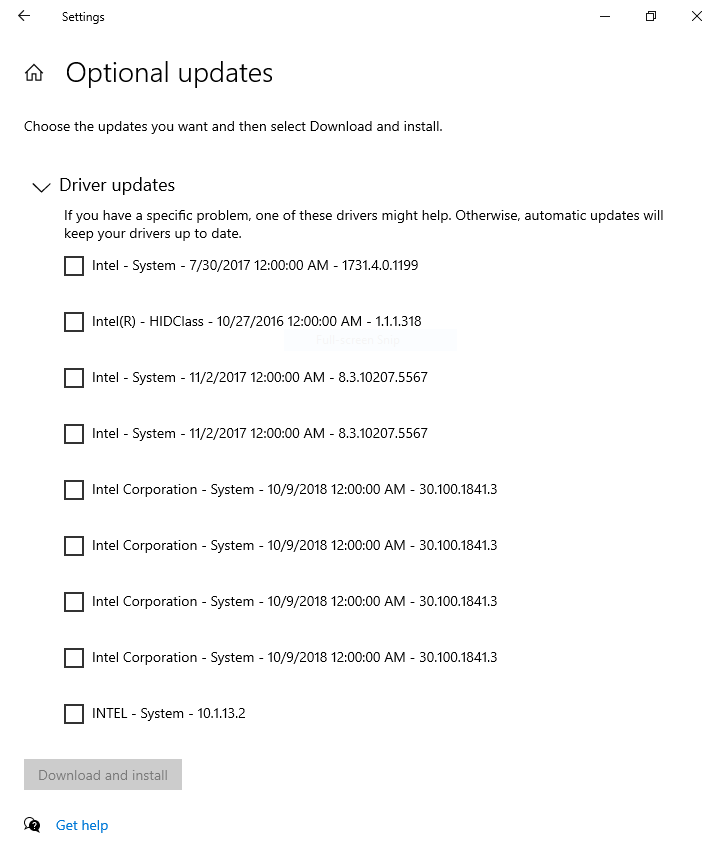 Settings
Optional updates
Choose the updates you want and then select Download and install.
Driver updates
If you have a specific problem, one of these drivers might help. Otherwise, automatic updates will
keep your drivers up to date.
Intel - System - 7/30/2017 12:00:00 AM - 1731.4.0.1199
Intel(R) - HIDClass - 10/27/2016 12:00:00 AM - 1.1.1.318
Full-screen Snip
Intel - System - 11/2/2017 12:00:00 AM - 8.3.10207.5567
Intel - System - 11/2/2017 12:00:00 AM - 8.3.10207.5567
Intel Corporation - System - 10/9/2018 12:00:00 AM - 30.100.1841.3
Intel Corporation - System - 10/9/2018 12:00:00 AM - 30.100.1841.3
Intel Corporation - System - 10/9/2018 12:00:00 AM - 30.100.1841.3
Intel Corporation - System - 10/9/2018 12:00:00 AM - 30.100.1841.3
INTEL - System - 10.1.13.2
Download and install
Get help